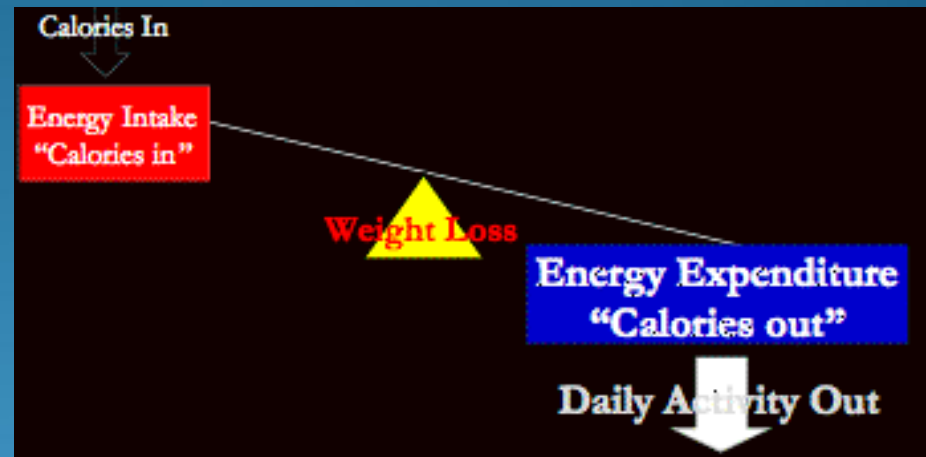 Calories In
Energy Intake
“Calories in”
Weight Loss
Energy Expenditure
“Calories out”
Daily Activity Out